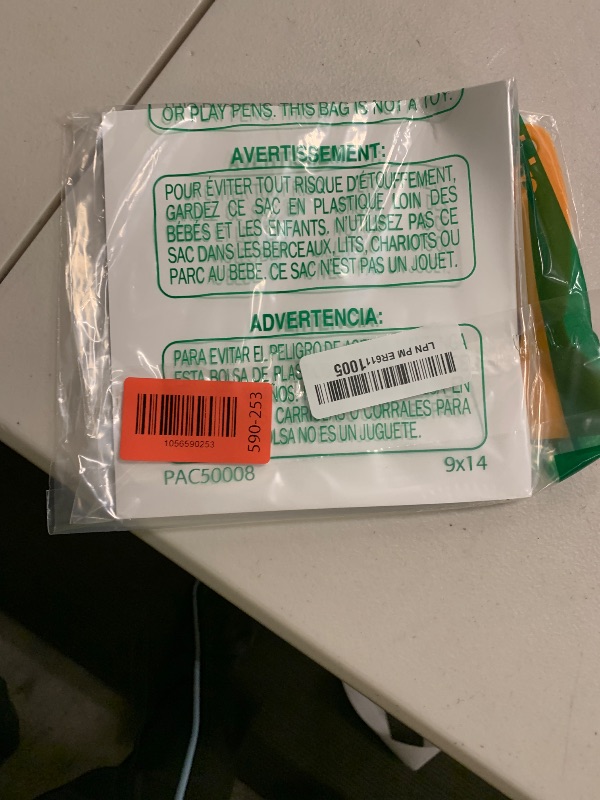 OR PLAY PENS. THIS BAG IS NOT A TOY.
AVERTISSEMENT:
POUR ÉVITER TOUT RISQUE D'ÉTOUFFEMENT,
GARDEZ CE SAC EN PLASTIQUE LOIN DES
BÉBÉS ET LES ENFANTS. N'UTILISEZ PAS CE
SAC DANS LES BERCEAUX, LITS, CHARIOTS OU
PARC AU BÉBÉ. CE SAC N'EST PAS UN JOUET.
ADVERTENCIA:
PARA EVITAR EL PELIGRO DE
ESTA BOLSA DE
LPN PM ER6111005
EN
O CORRALES PARA
NO ES UN JUGUETE.
1056590253
590-253
PAC50008
9x14